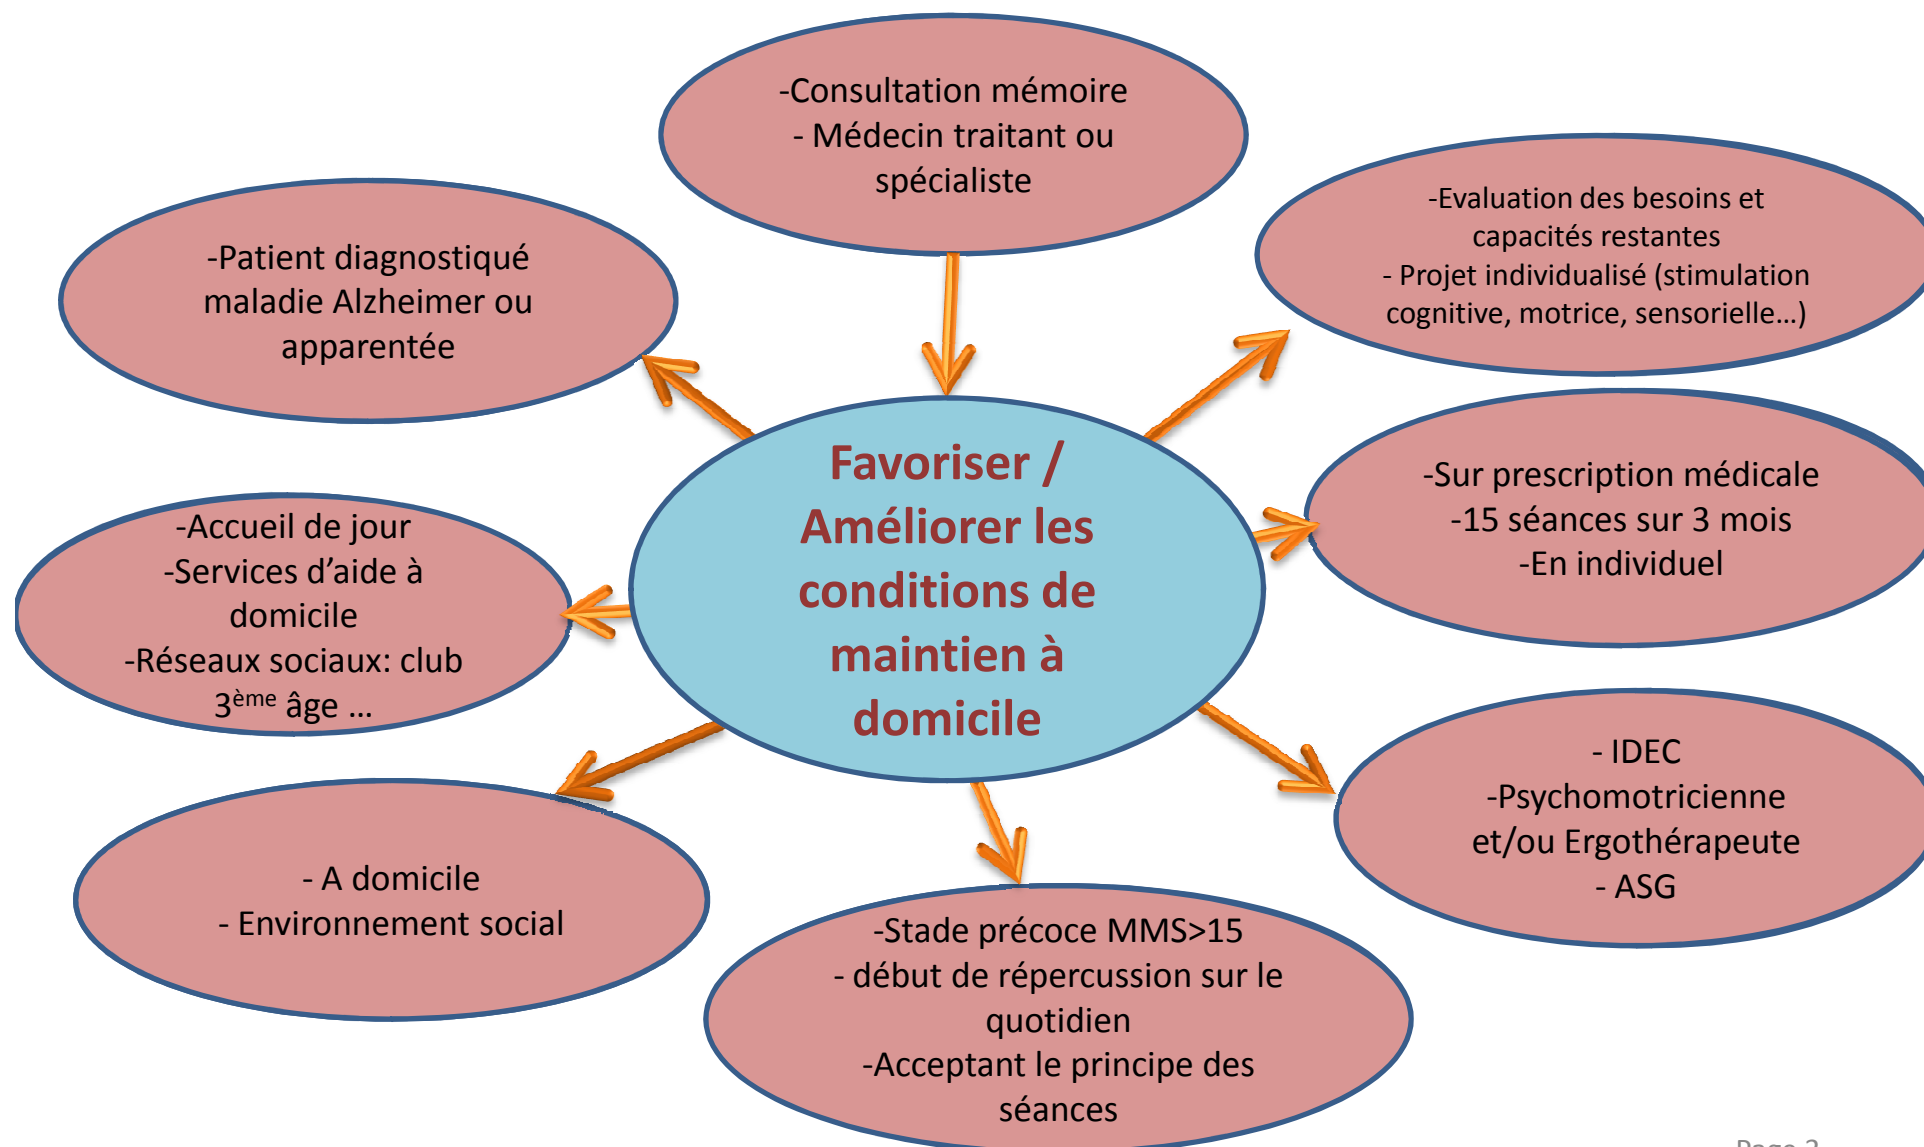 -Consultation mémoire
- Médecin traitant ou
spécialiste
-Patient diagnostiqué
maladie Alzheimer ou
apparentée
-Evaluation des besoins et
capacités restantes
- Projet individualisé (stimulation
cognitive, motrice, sensorielle...)
Favoriser /
Améliorer les
conditions de
maintien à
domicile
-Sur prescription médicale
-15 séances sur 3 mois
-En individuel
-Accueil de jour
-Services d'aide à
domicile
-Réseaux sociaux: club
3ème âge ...
- IDEC
-Psychomotricienne
et/ou Ergothérapeute
- ASG
- A domicile
- Environnement social
-Stade précoce MMS>15
- début de répercussion sur le
quotidien
-Acceptant le principe des
séances